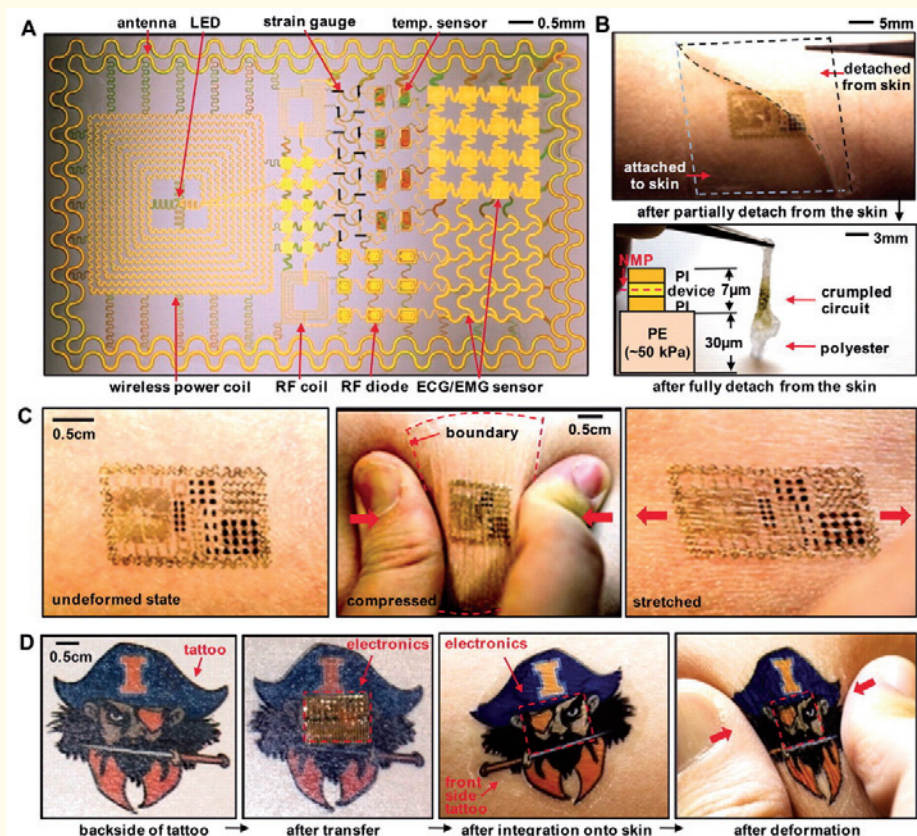 A
antenna
LED
strain gauge
temp. sensor
0.5mm
wireless power coil
RF coil
RF diode
ECG/EMG sensor
B
5mm
detached
from skin
attached
to skin
after partially detach from the skin
3mm
NMP
PI
device
PI
7μm
PE
(~50 kPa)
30μm
crumpled
circuit
polyester
after fully detach from the skin
C
0.5cm
undeformed state
boundary
0.5cm
compressed
stretched
D
0.5cm
tattoo
I
backside of tattoo
electronics
I
after transfer
electronics
I
front
side
tattoo
after integration onto skin
I
after deformation